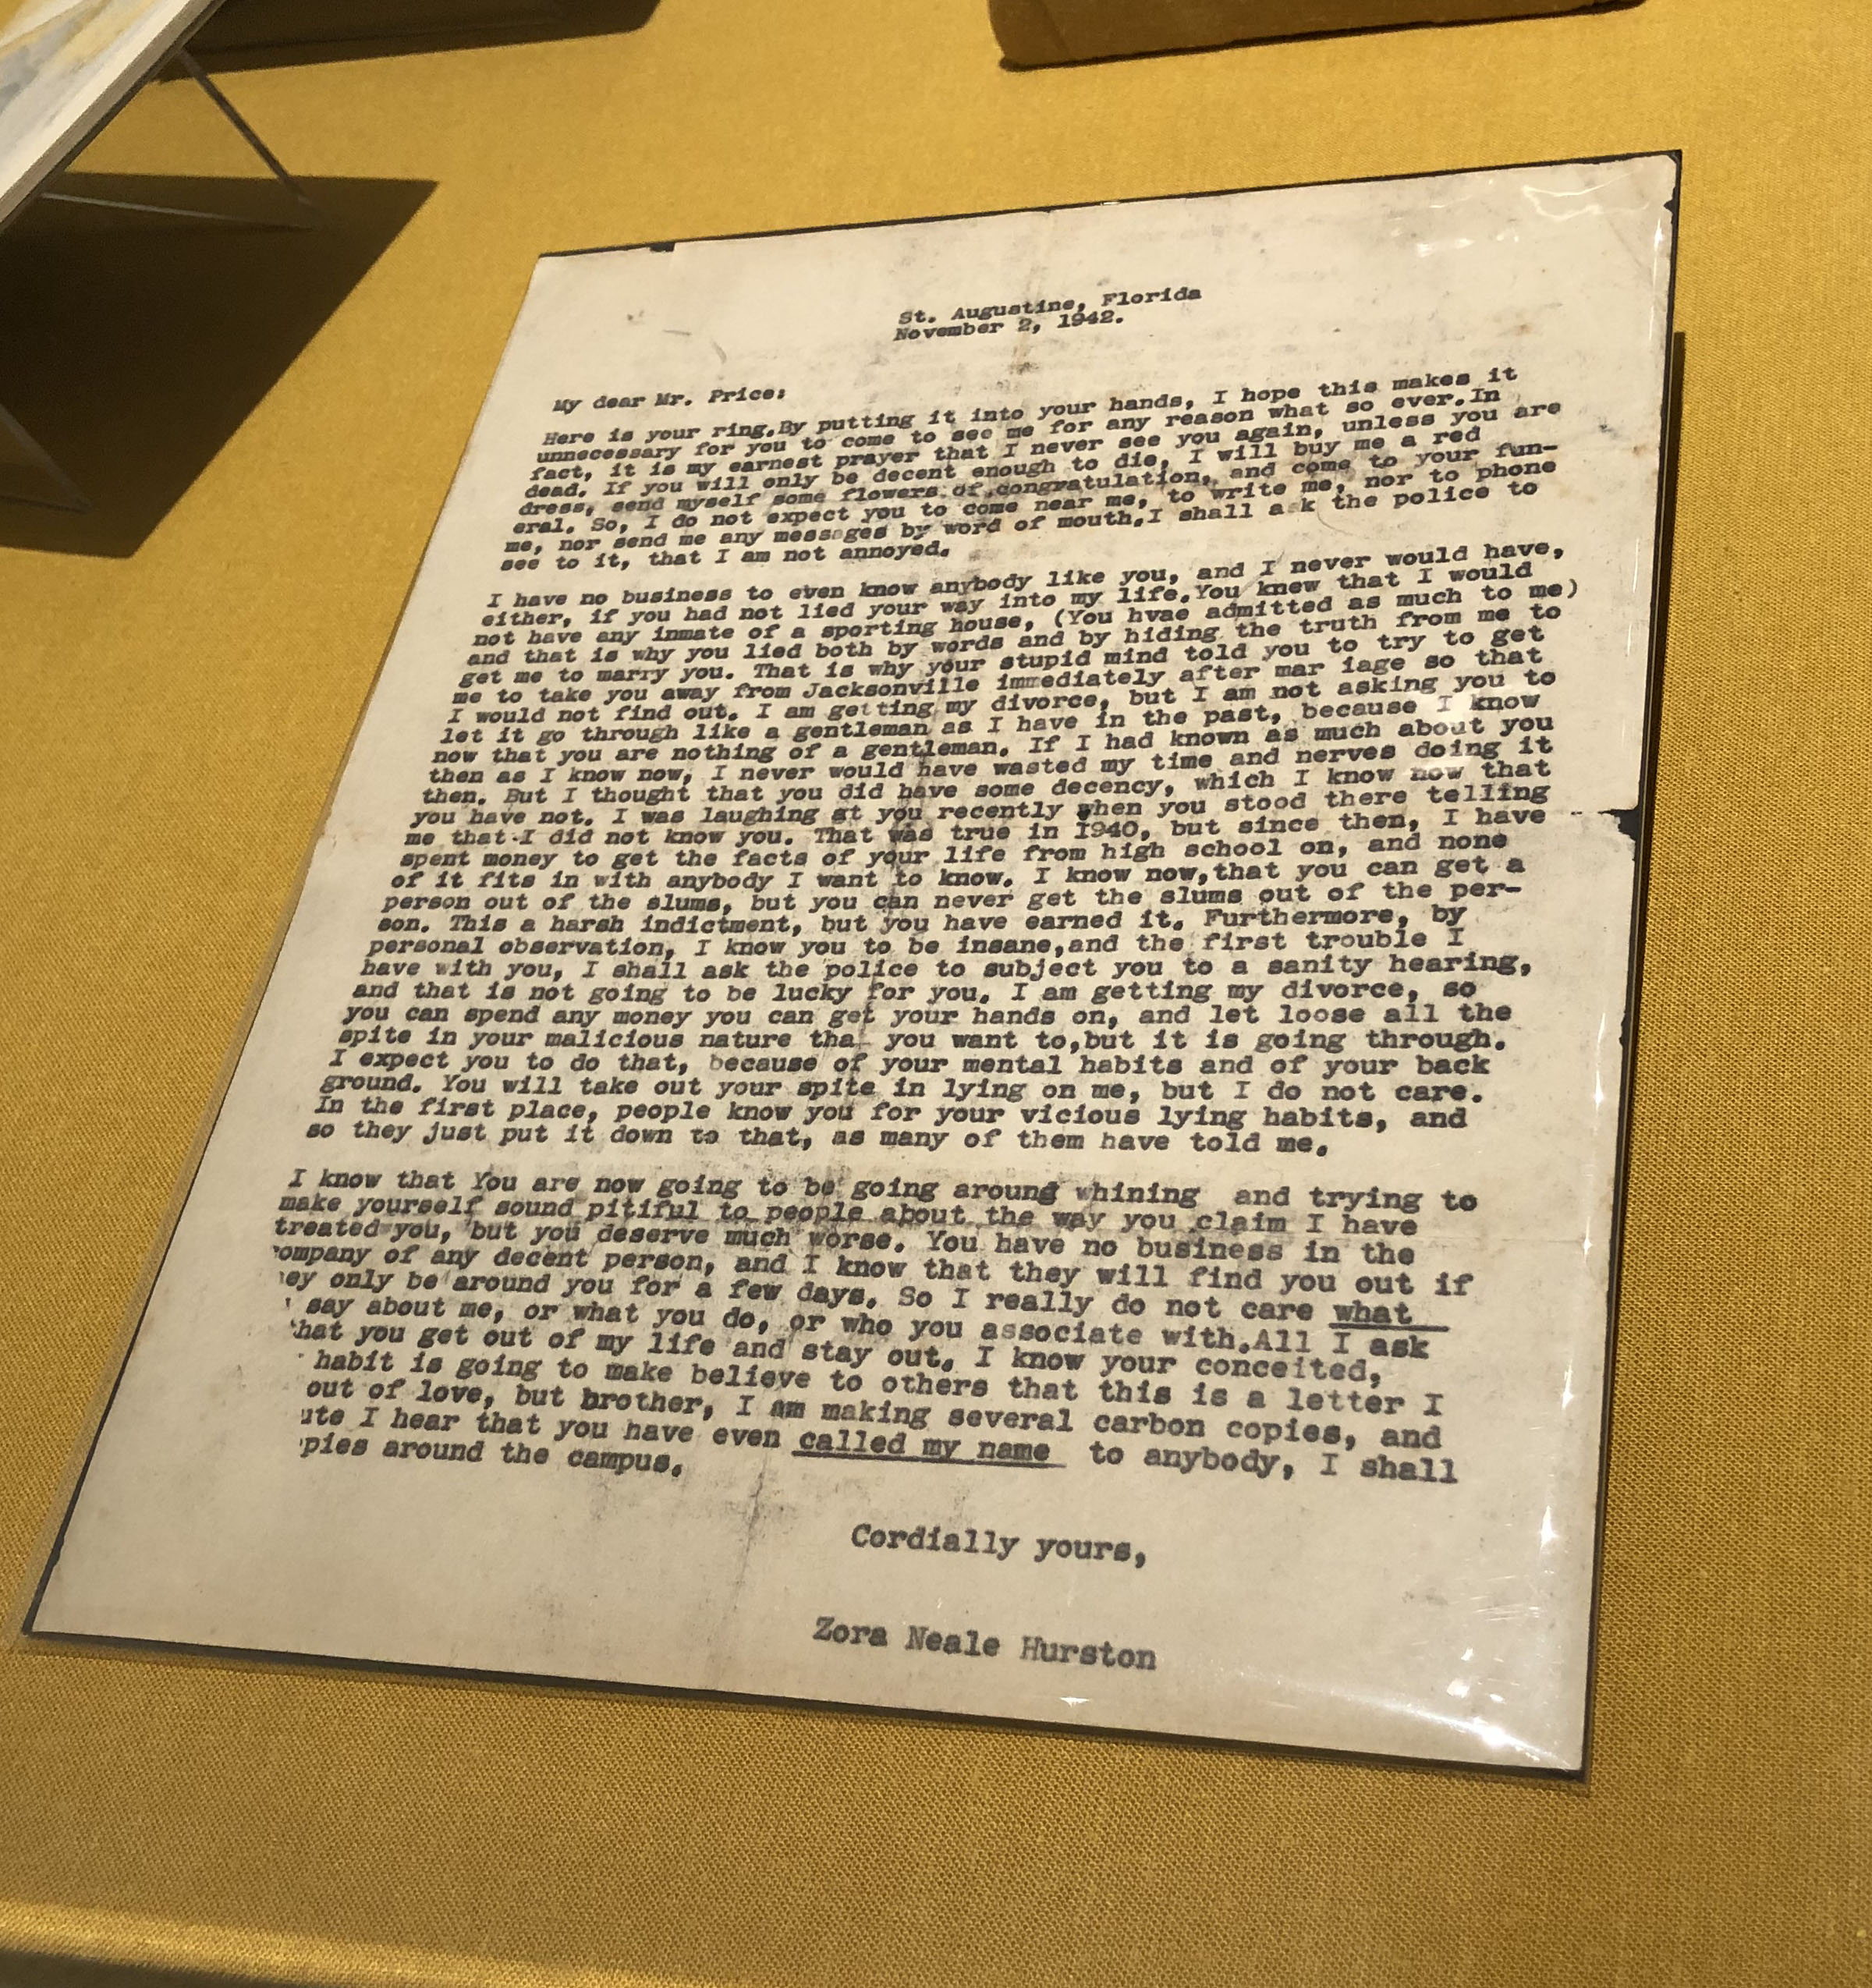 St. Augustine, Florida
November 2, 1942.
My dear Mr. Price:
Here is your ring.By putting it into your hands, I hope this makes it
unnecessary for you to come to see me for any reason what so ever.In
fact, it is my earnest prayer that I never see you again, unless you are
dead. If you will only be decent enough to die, I will buy me a red
dress, send myself some flowers of congratulation, and come to your fun-
eral. So, I do not expect you to come near me, to write me, nor to phone
me, nor send me any messages by word of mouth.I shall a k the police to
see to it, that I am not annoyed.
I have no business to even know anybody like you, and I never would have,
either, if you had not lied your way into my life.You knew that I would
not have any inmate of a sporting house, (You hvae admitted as much to me)
and that is why you lied both by words and by hiding the truth from me to
get me to marry you. That is why your stupid mind told you to try to get
me to take you away from Jacksonville immediately after mar iage so that
I would not find out. I am getting my divorce, but I am not asking you to
let it go through like a gentleman as I have in the past, because I know
now that you are nothing of a gentleman. If I had known as much about you
then as I know now, I never would have wasted my time and nerves doing it
then. But I thought that you did have some decency, which I know now that
you have not. I was laughing at you recently when you stood there telling
me that I did not know you. That was true in 1940, but since then, I have
spent money to get the facts of your life from high school on, and none
of it fits in with anybody I want to know. I know now,that you can get a
person out of the slums, but you can never get the slums out of the per-
son. This a harsh indictment, but you have earned it. Furthermore, by
personal observation, I know you to be insane,and the first trouble I
have with you, I shall ask the police to subject you to a sanity hearing,
and that is not going to be lucky for you. I am getting my divorce, so
you can spend any money you can get your hands on, and let loose all the
spite in your malicious nature tha you want to,but it is going through.
I expect you to do that, because of your mental habits and of your back
ground. You will take out your spite in lying on me, but I do not care.
In the first place, people know you for your vicious lying habits, and
so they just put it down to that, as many of them have told me.
I know that You are now going to be going around whining and trying to
make yourself sound pitiful to people about the way you claim I have
treated you, but you deserve much worse. You have no business in the
ompany of any decent person, and I know that they will find you out if
ey only be around you for a few days. So I really do not care what
say about me, or what you do, or who you associate with.All I ask
hat you get out of my life and stay out. I know your conceited,
habit is going to make believe to others that this is a letter I
out of love, but brother, I am making several carbon copies, and
ute I hear that you have even called my name to anybody, I shall
pies around the campus.
Cordially yours,
Zora Neale Hurston